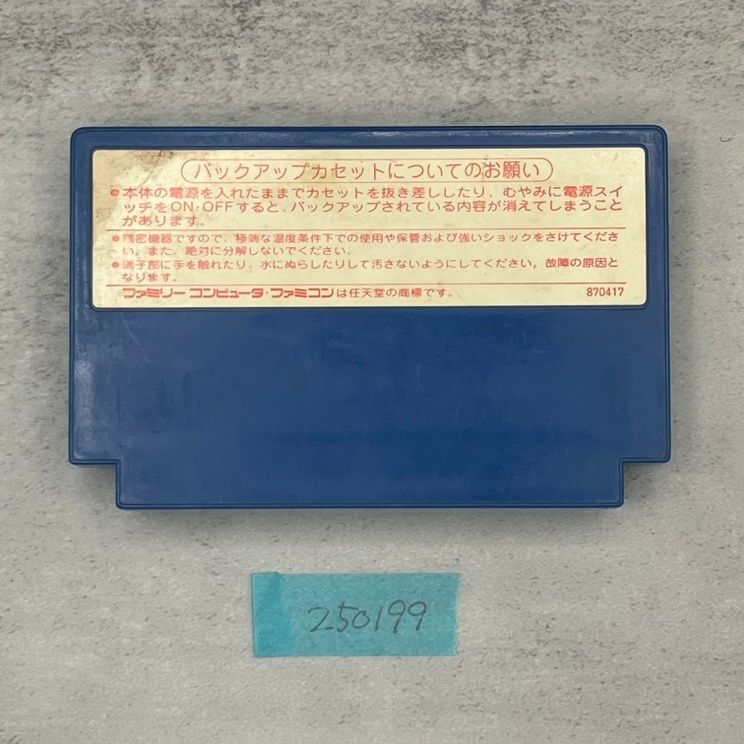 バックアップカセットについてのお願い
●本体の電源を入れたままでカセットを抜き差ししたり、むやみに電源スイ
ッチをON・OFFすると、バックアップされている内容が消えてしまうこと
があります。
●精密機器ですので、極端な温度条件下での使用や保管および強いショックをさけてくださ
い。また、絶対に分解しないでください。
●端子部に手を触れたり、水にぬらしたりして汚さないようにしてください。故障の原因と
なります。
ファミリーコンピュータ・ファミコンは任天堂の商標です。 870417
250199